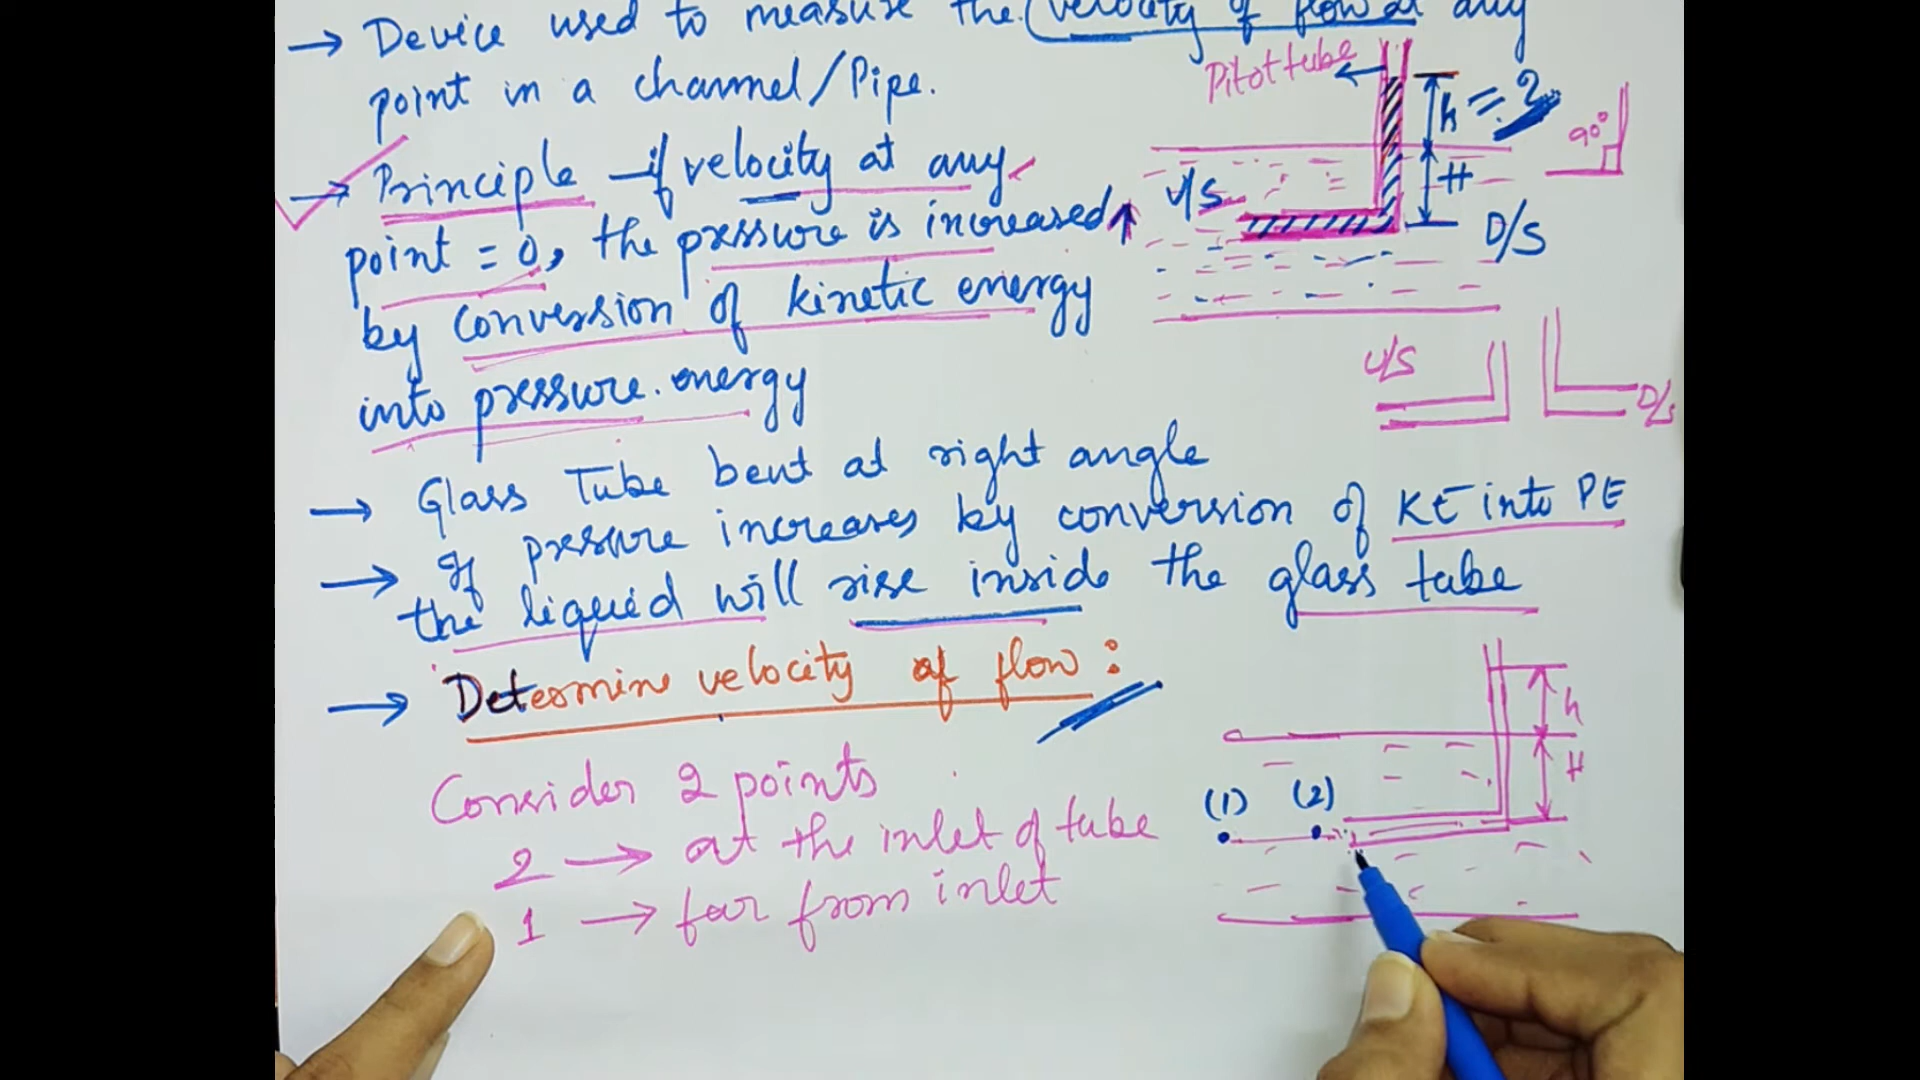 → Device used to measure the velocity of flow at any
point in a channel/Pipe.
Pitot tube
h = ?
H
90°
U/S
D/S
→ Principle - if velocity at any
point = 0, the pressure is increased ↑
by conversion of kinetic energy
into pressure energy
U/S
D/S
→ Glass Tube bent at right angle
→ If pressure increases by conversion of KE into PE
the liquid will rise inside the glass tube
→ Determine velocity of flow:
h
H
(1) (2)
Consider 2 points
2 → at the inlet of tube
1 → far from inlet